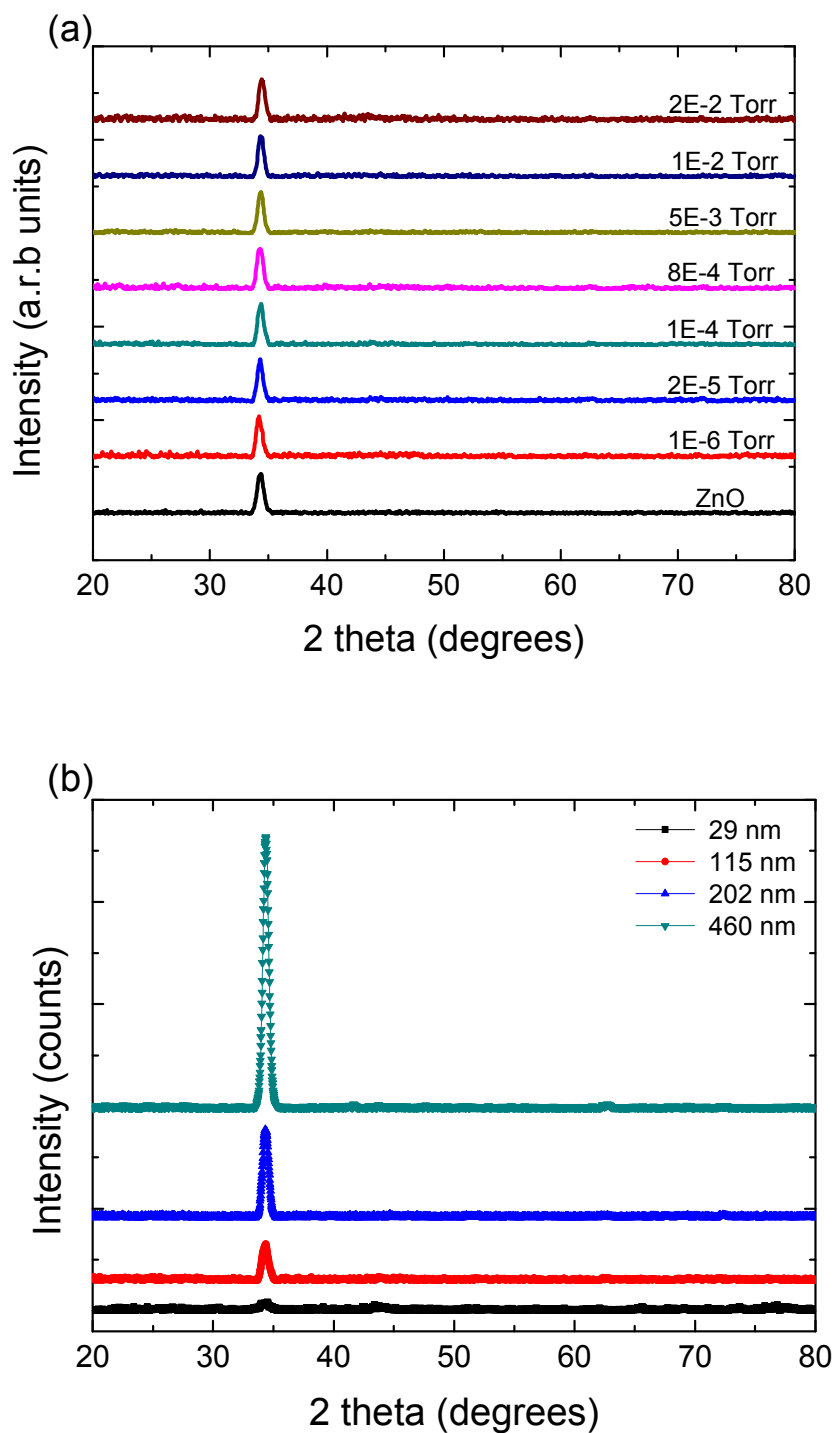 (a)
Intensity (a.r.b units)
2E-2 Torr
1E-2 Torr
5E-3 Torr
8E-4 Torr
1E-4 Torr
2E-5 Torr
1E-6 Torr
ZnO
20 30 40 50 60 70 80
2 theta (degrees)
(b)
Intensity (counts)
29 nm
115 nm
202 nm
460 nm
20 30 40 50 60 70 80
2 theta (degrees)